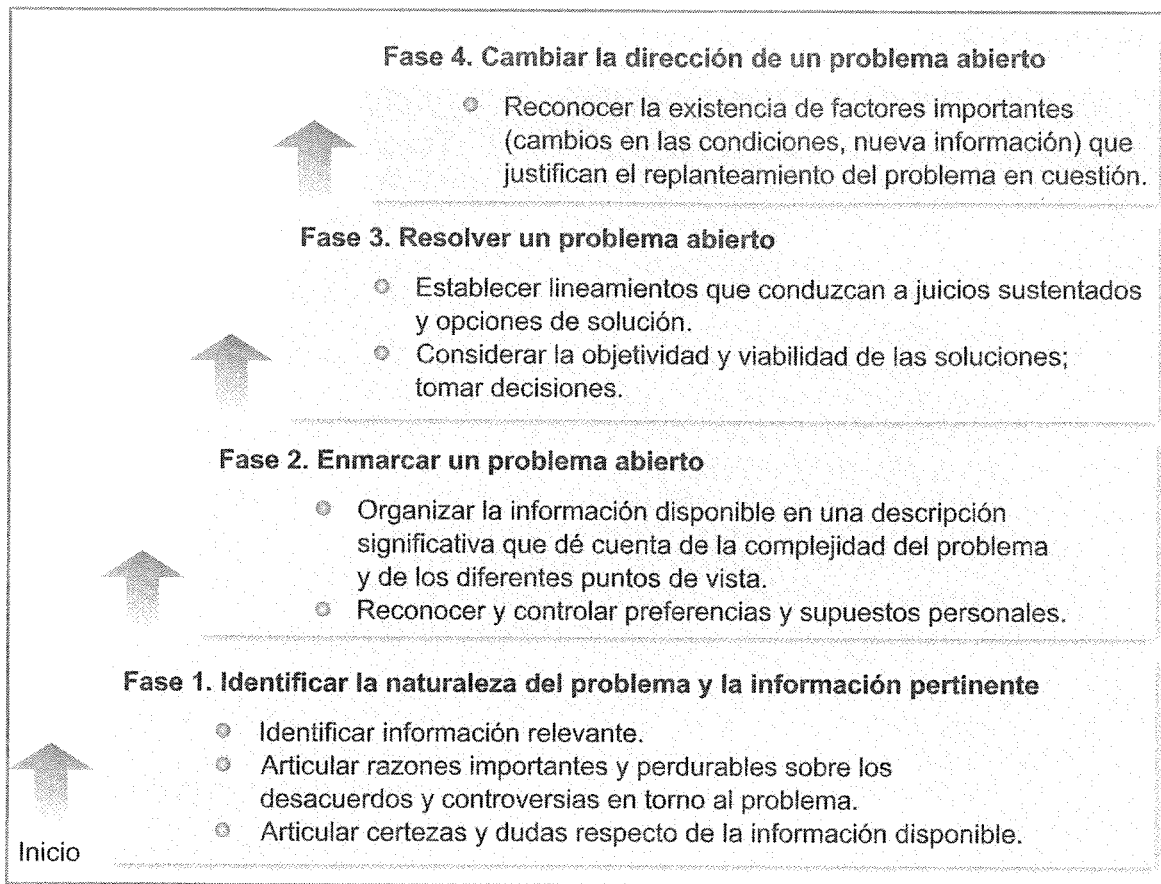 Fase 4. Cambiar la dirección de un problema abierto
Reconocer la existencia de factores importantes
(cambios en las condiciones, nueva información) que
justifican el replanteamiento del problema en cuestión.
Fase 3. Resolver un problema abierto
Establecer lineamientos que conduzcan a juicios sustentados
y opciones de solución.
Considerar la objetividad y viabilidad de las soluciones;
tomar decisiones.
Fase 2. Enmarcar un problema abierto
Organizar la información disponible en una descripción
significativa que dé cuenta de la complejidad del problema
y de los diferentes puntos de vista.
Reconocer y controlar preferencias y supuestos personales.
Fase 1. Identificar la naturaleza del problema y la información pertinente
Identificar información relevante.
Articular razones importantes y perdurables sobre los
desacuerdos y controversias en torno al problema.
Articular certezas y dudas respecto de la información disponible.
Inicio